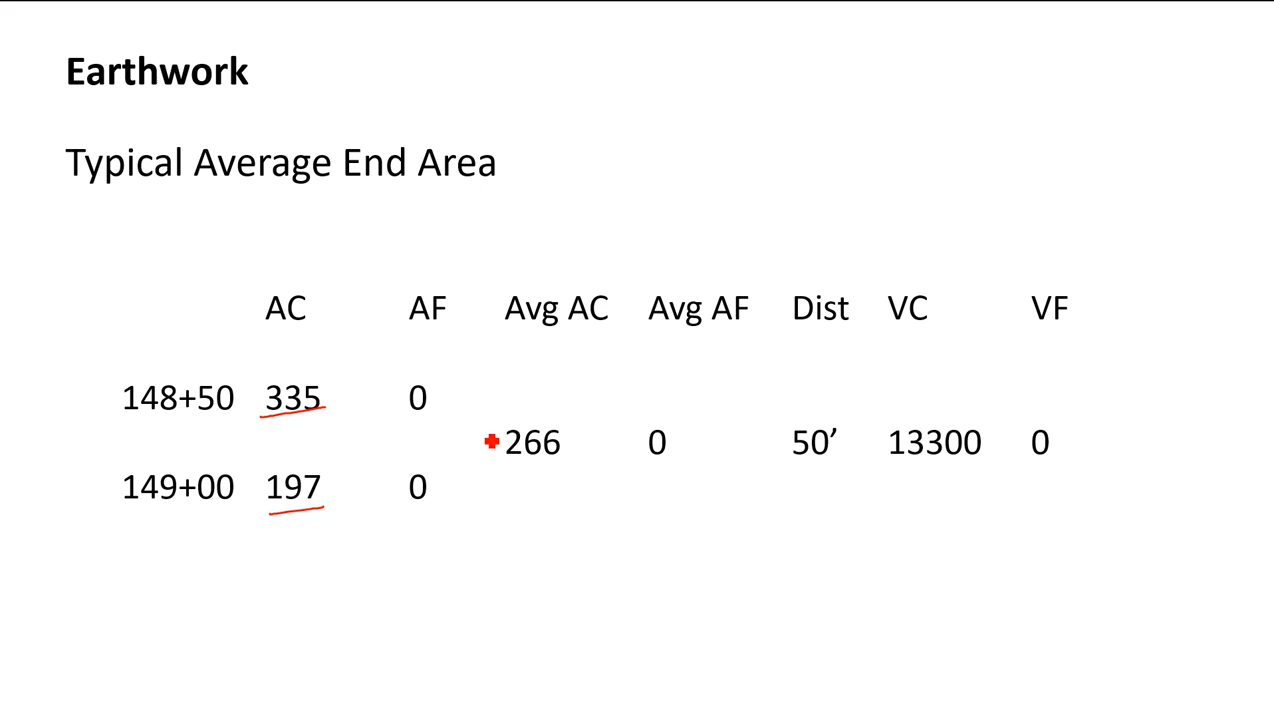 Earthwork
Typical Average End Area
AC AF Avg AC Avg AF Dist VC VF
148+50 335 0
266 0 50’ 13300 0
149+00 197 0